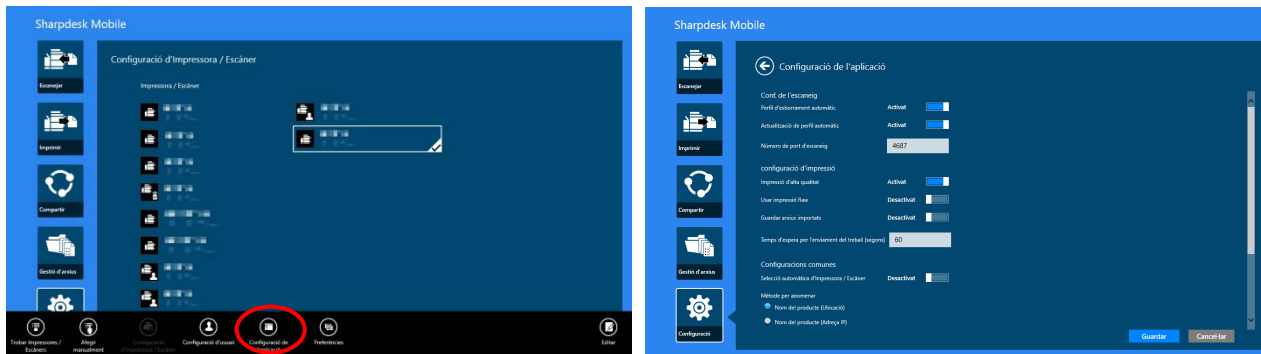 Sharpdesk Mobile
Escanejar
Imprimir
Compartir
Gestió d'arxius
Configuració d'Impressora / Escàner
Impressora / Escàner
Trobar Impressores / Escàners
Afegir manualment
Configuració d'Impressora / Escàner
Configuració d'usuari
Configuració de l'aplicació
Preferències
Editar
Sharpdesk Mobile
Escanejar
Imprimir
Compartir
Gestió d'arxius
Configuració
Configuració de l'aplicació
Conf. de l'escaneig
Perfil d'esborrament automàtic Activat
Actualització de perfil automàtic Activat
Número de port d'escaneig 4687
configuració d'impressió
Impressió d'alta qualitat Activat
Usar impressió Raw Desactivat
Guardar arxius importats Desactivat
Temps d'espera per l'enviament del treball (segons) 60
Configuracions comunes
Selecció automàtica d'Impressora / Escàner Desactivat
Mètode per anomenar
Nom del producte (Ubicació)
Nom del producte (Adreça IP)
Guardar Cancel·lar